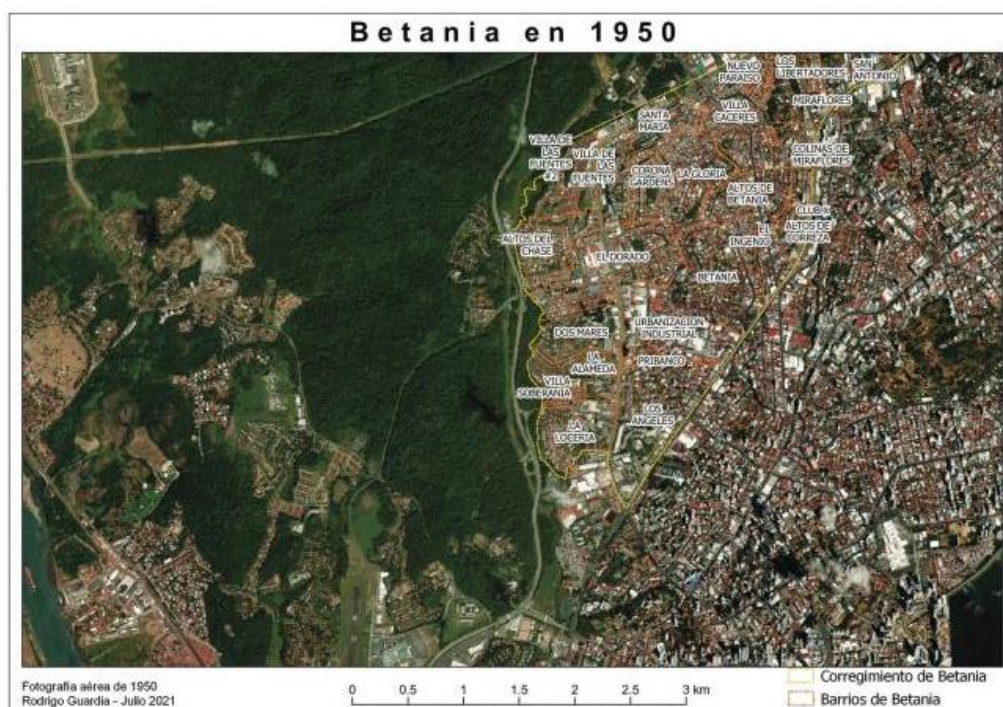 Betania en 1950
NUEVO
PARAISO
LOS
LIBERTADORES
SAN
ANTONIO
MIRAFLORES
VILLA
CACERES
SANTA
MARIA
COLINAS DE
MIRAFLORES
VILLA DE
LAS
FUENTES
#2
VILLA DE
LAS
FUENTES
CORONA
GARDENS
LA GLORIA
ALTOS DE
BETANIA
CLUB X
ALTOS DE
CORREZA
EL
INGENIO
ALTOS DEL
CHASE
EL DORADO
BETANIA
DOS MARES
URBANIZACION
INDUSTRIAL
LA
ALAMEDA
PRIBANCO
VILLA
SOBERANIA
LOS
ANGELES
LA
LOCERIA
Fotografía aérea de 1950
Rodrigo Guardia - Julio 2021
0 0.5 1 1.5 2 2.5 3 km
Corregimiento de Betania
Barrios de Betania